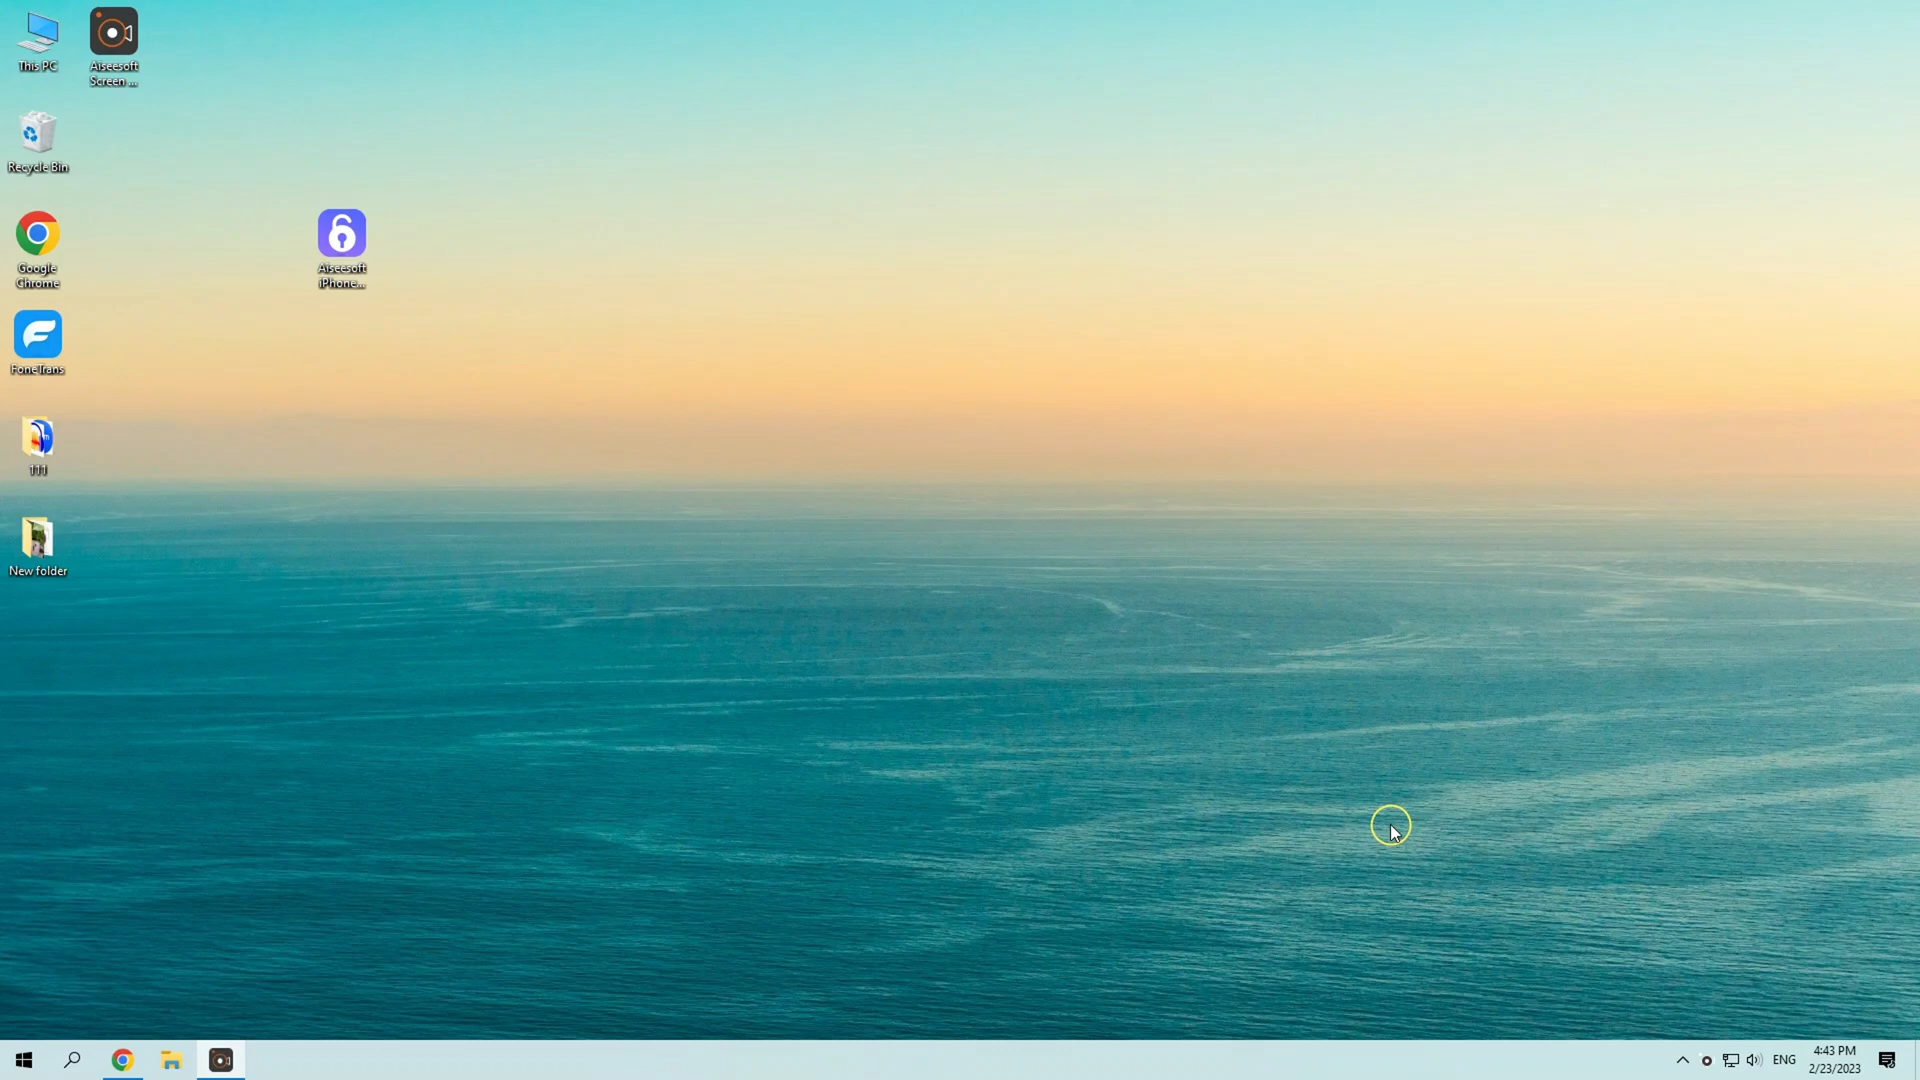 This PC
Aiseesoft
Screen ...
Recycle Bin
Google
Chrome
Aiseesoft
iPhone...
FoneTrans
111
New folder
ENG
4:43 PM
2/23/2023